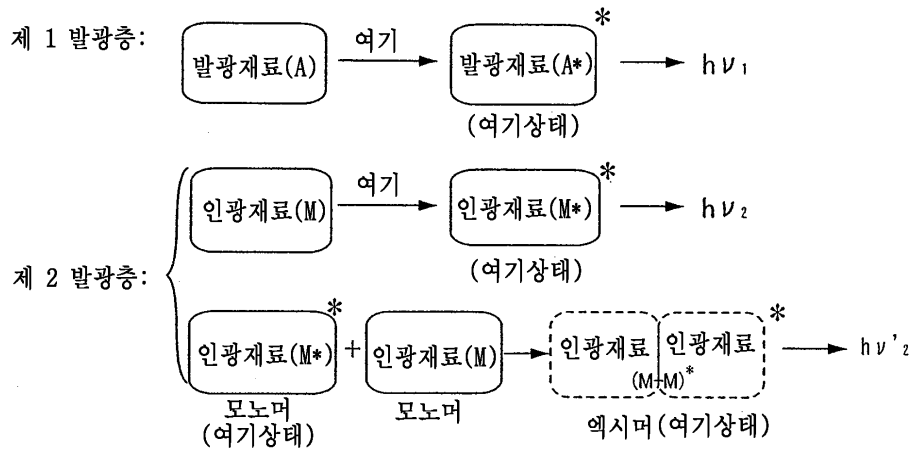 제 1 발광층: 발광재료(A) 여기 발광재료(A*) * hν₁
(여기상태)
제 2 발광층:
인광재료(M) 여기 인광재료(M*) * hν₂
(여기상태)
인광재료(M*) * + 인광재료(M) 인광재료 인광재료 * hν'₂
(M-M)*
모노머 모노머 엑시머(여기상태)
(여기상태)